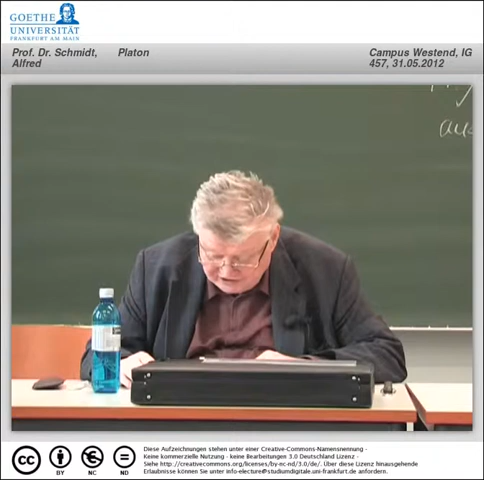 GOETHE
UNIVERSITÄT
FRANKFURT AM MAIN
Prof. Dr. Schmidt, Platon Campus Westend, IG
Alfred 457, 31.05.2012
Diese Aufzeichnungen stehen unter einer Creative-Commons-Namensnennung -
Keine kommerzielle Nutzung - keine Bearbeitungen 3.0 Deutschland Lizenz -
Siehe http://creativecommons.org/licenses/by-nc-nd/3.0/de/. Über diese Lizenz hinausgehende
Erlaubnisse können Sie unter info-electure@studiumdigitale.uni-frankfurt.de anfordern.
cc BY NC ND